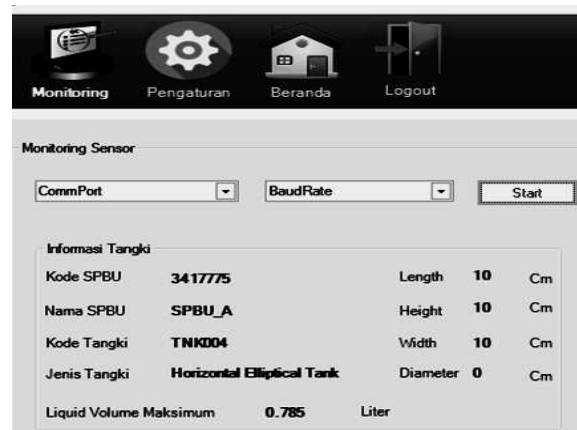 Monitoring Pengaturan Beranda Logout
Monitoring Sensor
CommPort BaudRate Start
Informasi Tangki
Kode SPBU 3417775 Length 10 Cm
Nama SPBU SPBU_A Height 10 Cm
Kode Tangki TNK004 Width 10 Cm
Jenis Tangki Horizontal Elliptical Tank Diameter 0 Cm
Liquid Volume Maksimum 0.785 Liter